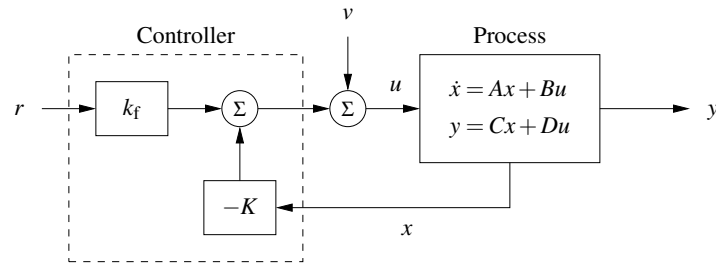 Controller
v
Process
r
k_f
Σ
Σ
u
ẋ = Ax + Bu
y = Cx + Du
y
−K
x